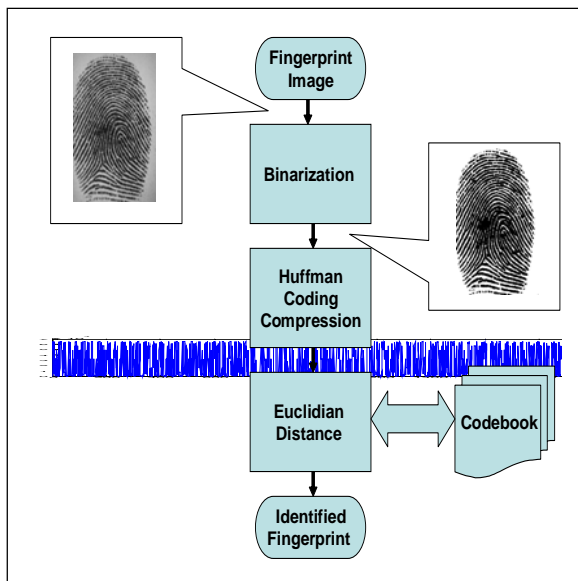 Fingerprint
Image
Binarization
Huffman
Coding
Compression
Euclidian
Distance
Codebook
Identified
Fingerprint